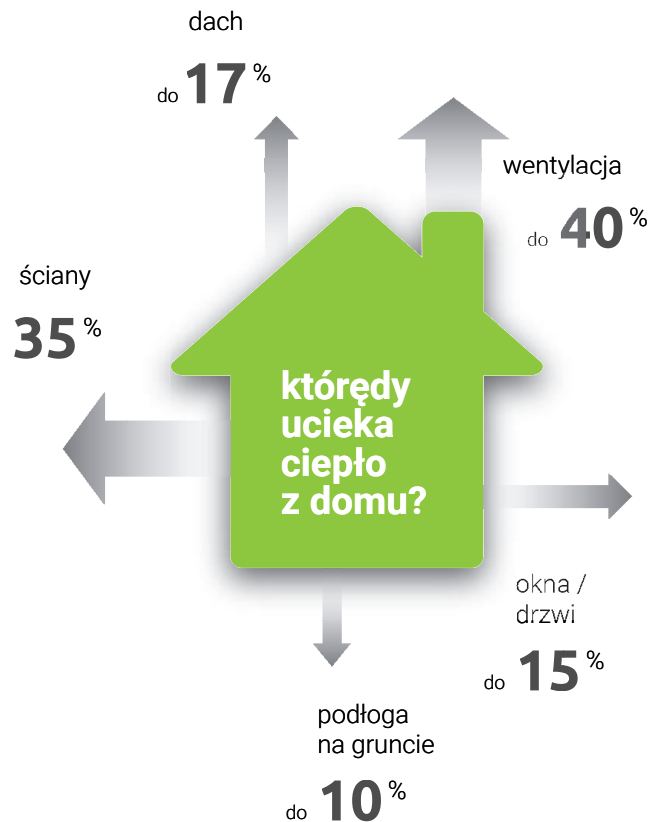 dach
do 17 %
wentylacja
do 40 %
ściany
35 %
którędy
ucieka
ciepło
z domu?
okna /
drzwi
do 15 %
podłoga
na gruncie
do 10 %